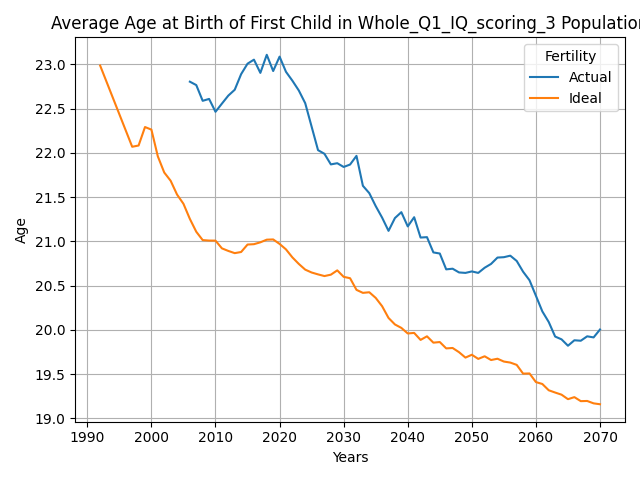 Average Age at Birth of First Child in Whole_Q1_IQ_scoring_3 Population
Fertility
Actual
Ideal
23.0
22.5
22.0
21.5
21.0
20.5
20.0
19.5
19.0
Age
1990 2000 2010 2020 2030 2040 2050 2060 2070
Years